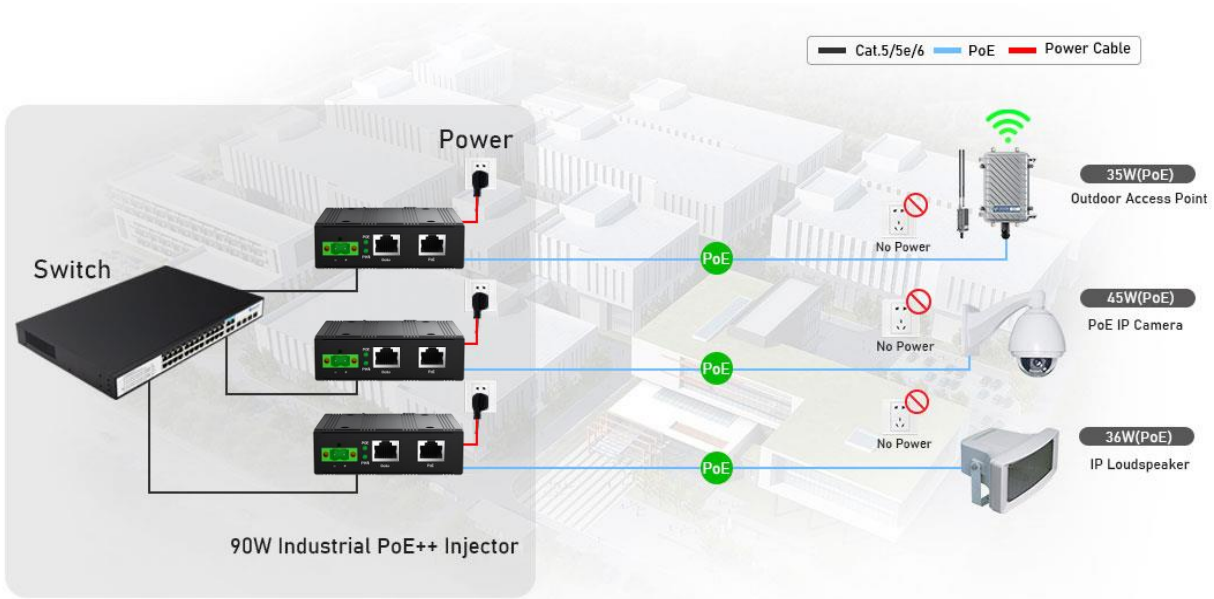 Cat.5/5e/6 PoE Power Cable
Power
35W(PoE)
Outdoor Access Point
No Power
PoE
Switch
45W(PoE)
PoE IP Camera
No Power
PoE
36W(PoE)
IP Loudspeaker
No Power
PoE
90W Industrial PoE++ Injector